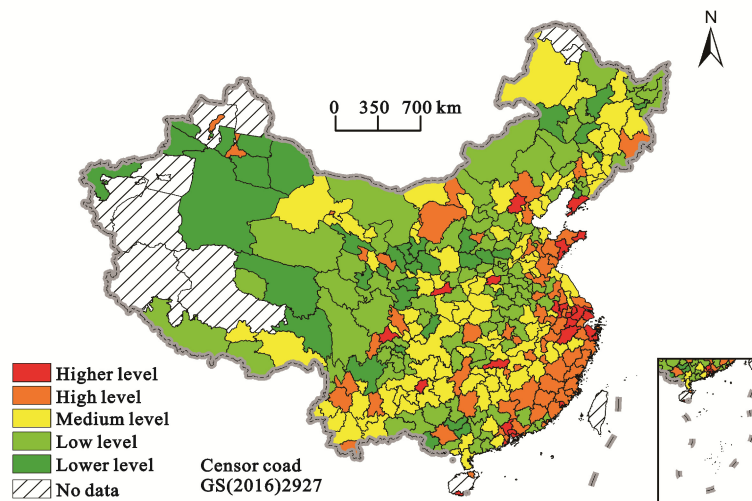 N
0 350 700 km
Higher level
High level
Medium level
Low level
Lower level
No data
Censor coad
GS(2016)2927